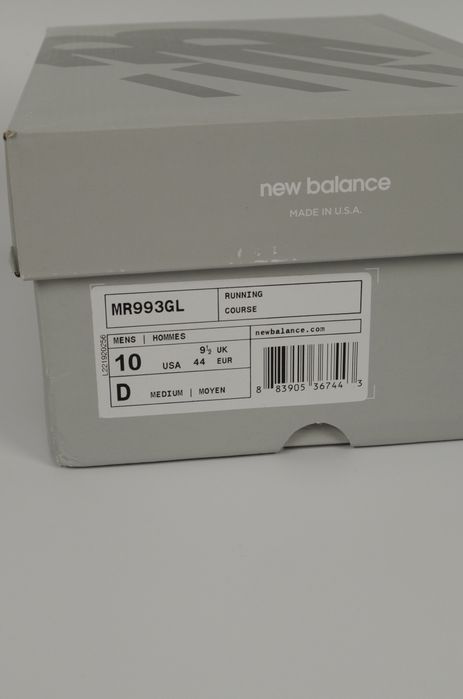 new balance
MADE IN U.S.A.
MR993GL
RUNNING
COURSE
newbalance.com
MENS | HOMMES
10 USA
9½ UK
44 EUR
D MEDIUM | MOYEN
8 83905 36744 3
L221920256